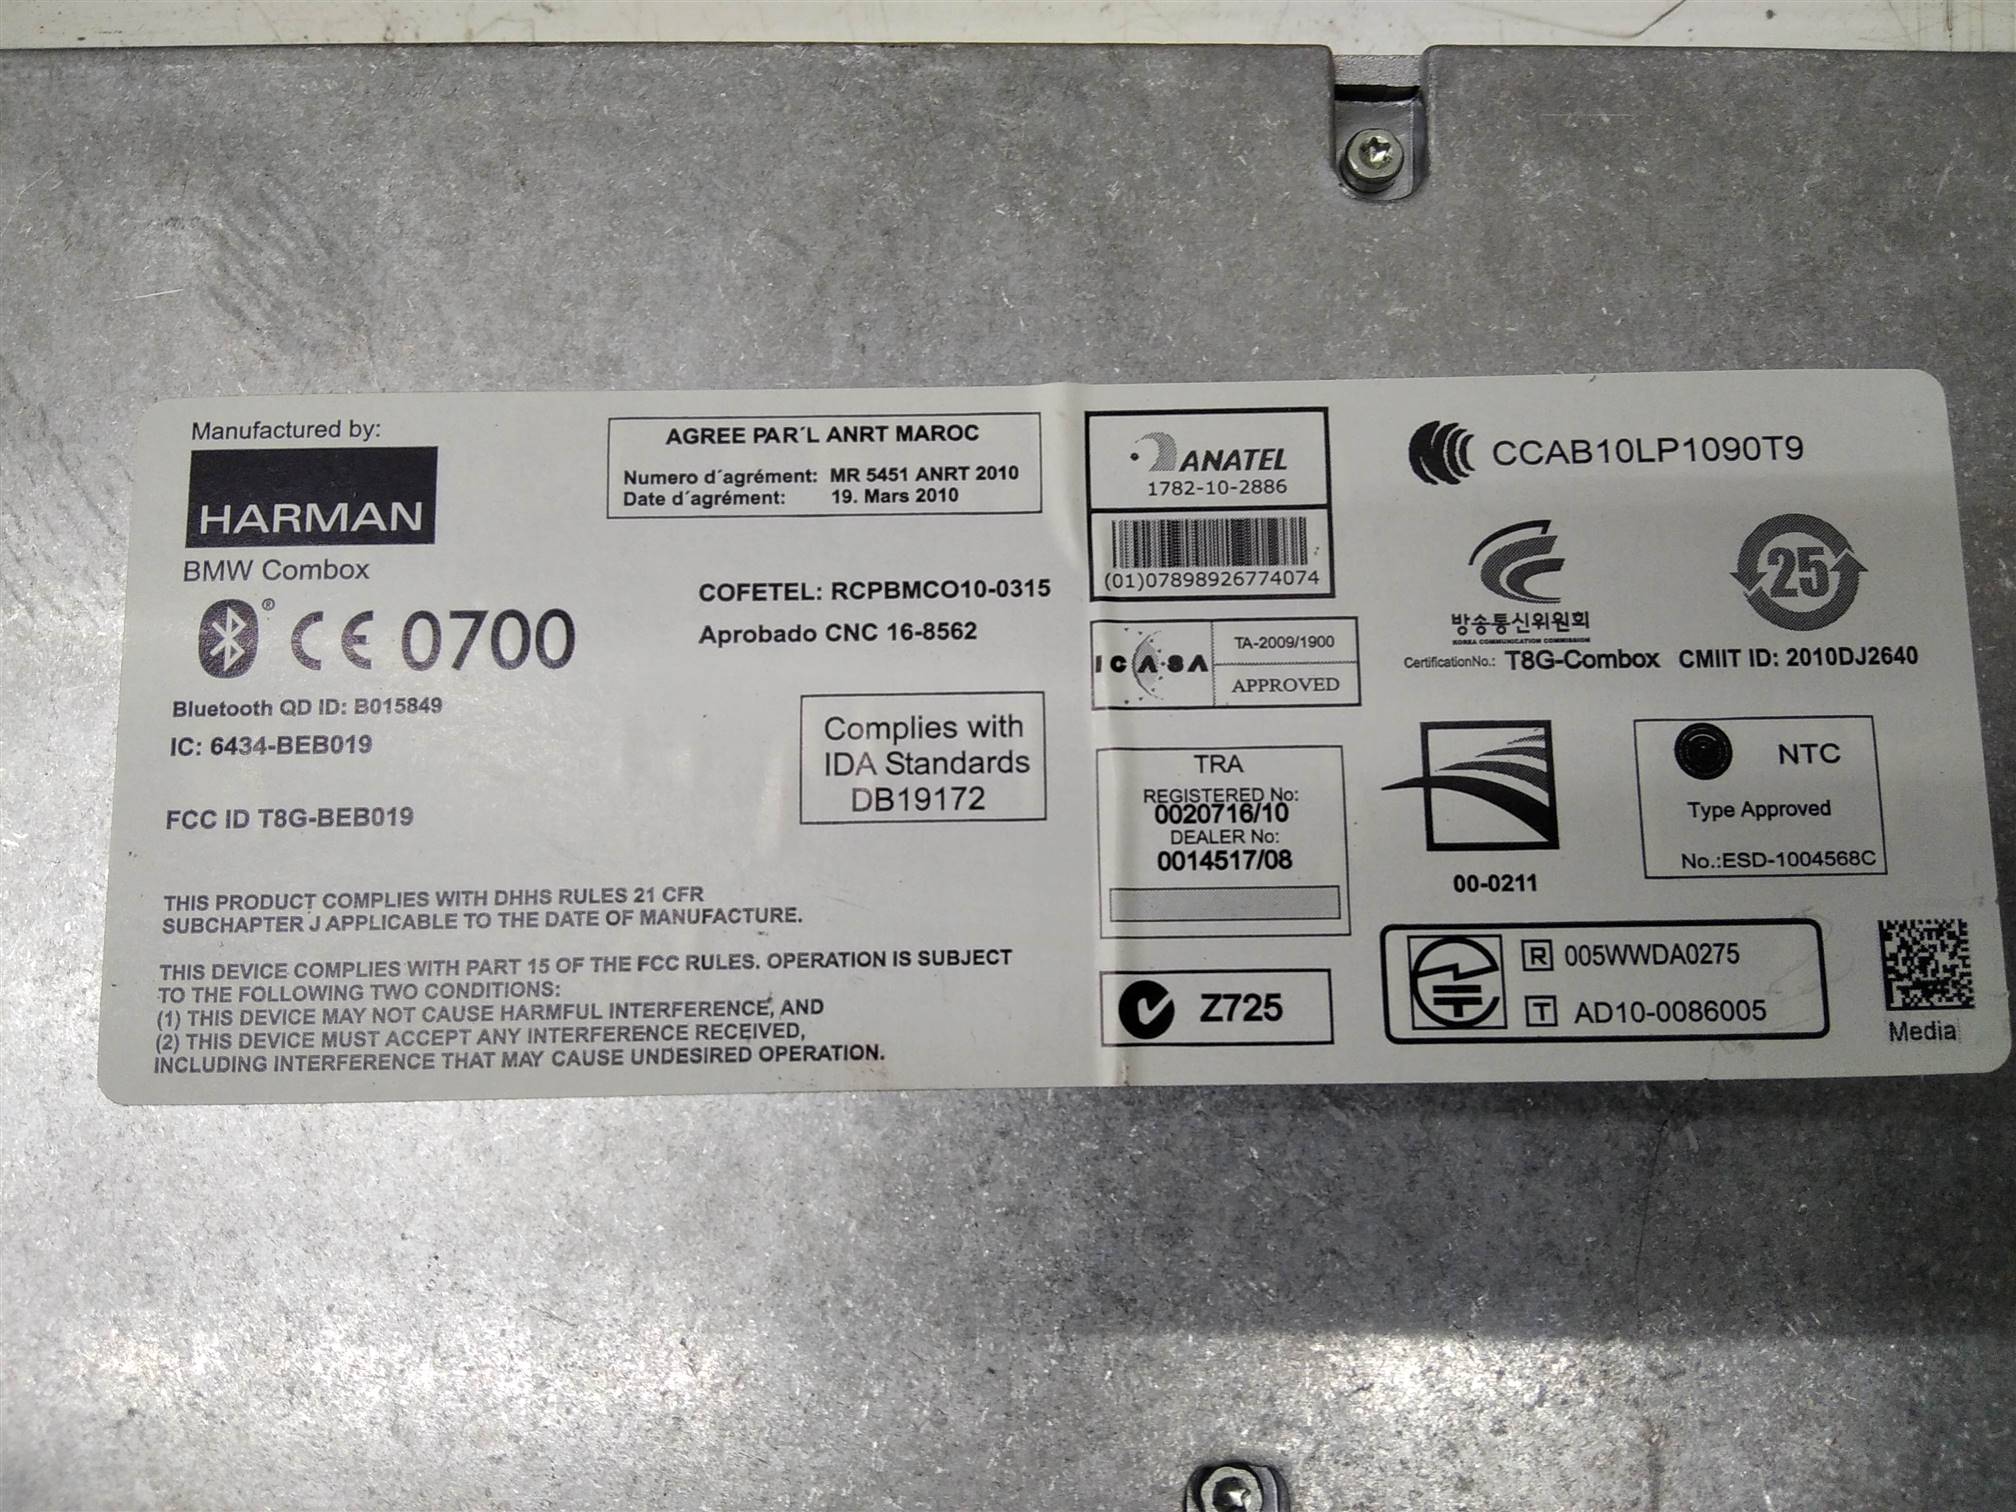 Manufactured by:
HARMAN
BMW Combox
® CE 0700
Bluetooth QD ID: B015849
IC: 6434-BEB019
FCC ID T8G-BEB019
THIS PRODUCT COMPLIES WITH DHHS RULES 21 CFR
SUBCHAPTER J APPLICABLE TO THE DATE OF MANUFACTURE.
THIS DEVICE COMPLIES WITH PART 15 OF THE FCC RULES. OPERATION IS SUBJECT
TO THE FOLLOWING TWO CONDITIONS:
(1) THIS DEVICE MAY NOT CAUSE HARMFUL INTERFERENCE, AND
(2) THIS DEVICE MUST ACCEPT ANY INTERFERENCE RECEIVED,
INCLUDING INTERFERENCE THAT MAY CAUSE UNDESIRED OPERATION.
AGREE PAR´L ANRT MAROC
Numero d´agrément: MR 5451 ANRT 2010
Date d´agrément: 19. Mars 2010
COFETEL: RCPBMCO10-0315
Aprobado CNC 16-8562
Complies with
IDA Standards
DB19172
ANATEL
1782-10-2886
(01)07898926774074
ICASA
TA-2009/1900
APPROVED
TRA
REGISTERED No:
0020716/10
DEALER No:
0014517/08
Z725
CCAB10LP1090T9
방송통신위원회
KOREA COMMUNICATION COMMISSION
25
CertificationNo.: T8G-Combox CMIIT ID: 2010DJ2640
00-0211
NTC
Type Approved
No.:ESD-1004568C
R 005WWDA0275
T AD10-0086005
Media